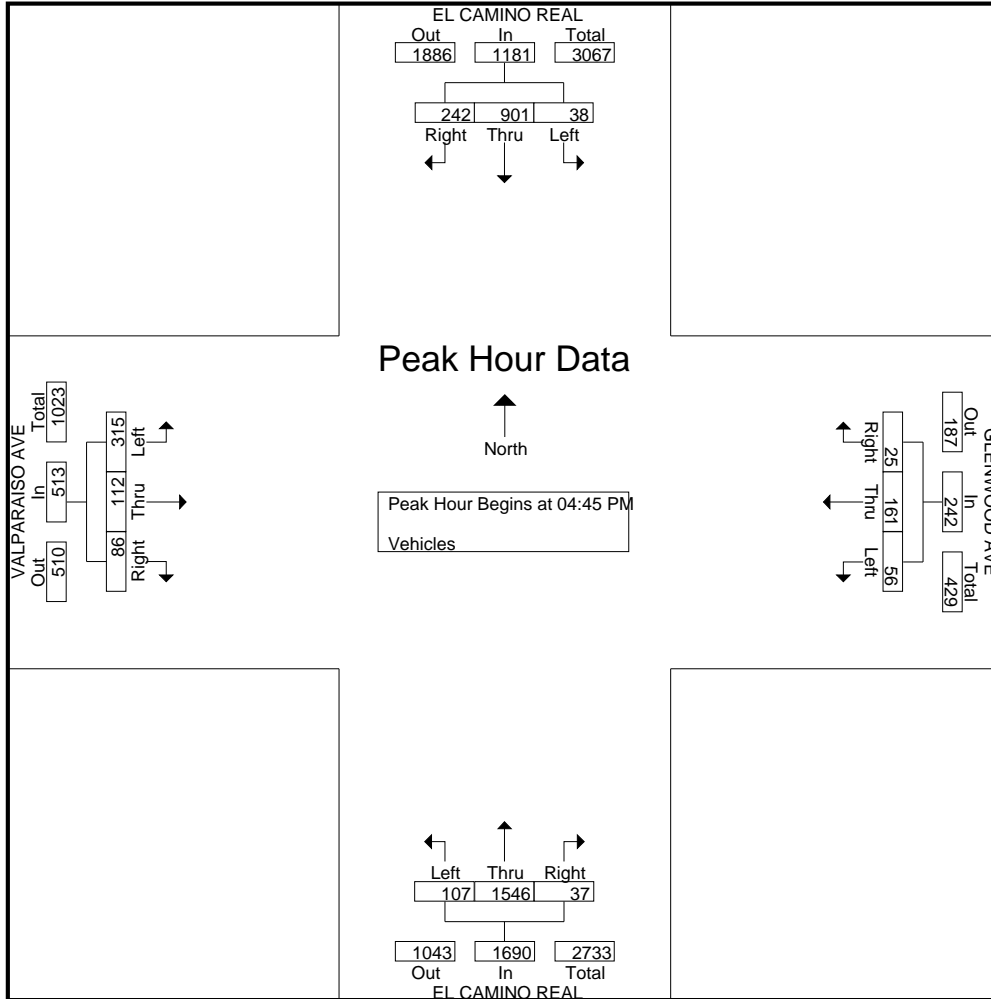 EL CAMINO REAL
Out In Total
1886 1181 3067
242 901 38
Right Thru Left
Peak Hour Data
North
Peak Hour Begins at 04:45 PM
Vehicles
VALPARAISO AVE
Out In Total
510 513 1023
315 112 86
Left Thru Right
GLENWOOD AVE
Out In Total
187 242 429
25 161 56
Right Thru Left
Left Thru Right
107 1546 37
1043 1690 2733
Out In Total
EL CAMINO REAL